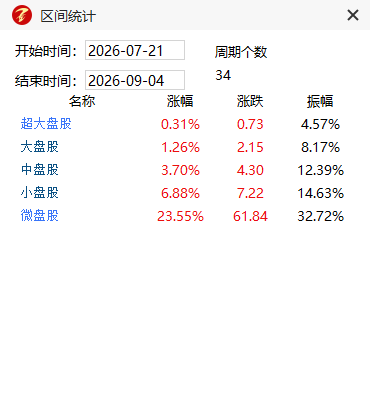 区间统计
开始时间： 2026-07-21 周期个数
结束时间： 2026-09-04 34
名称 涨幅 涨跌 振幅
超大盘股 0.31% 0.73 4.57%
大盘股 1.26% 2.15 8.17%
中盘股 3.70% 4.30 12.39%
小盘股 6.88% 7.22 14.63%
微盘股 23.55% 61.84 32.72%